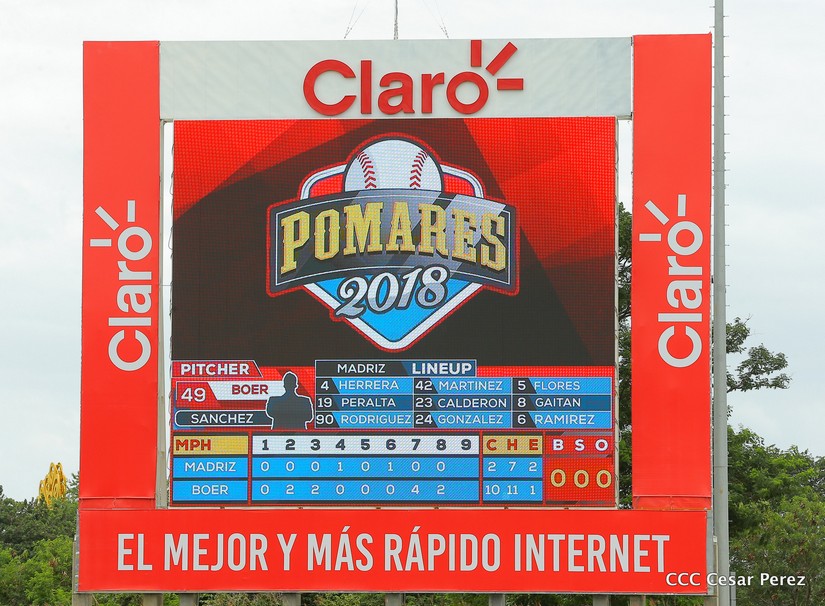 Claro
Claro
Claro
POMARES
2018
PITCHER
49 BOER
SANCHEZ
MADRIZ LINEUP
4 HERRERA 42 MARTINEZ 5 FLORES
19 PERALTA 23 CALDERON 8 GAITAN
90 RODRIGUEZ 24 GONZALEZ 6 RAMIREZ
MPH 1 2 3 4 5 6 7 8 9 C H E B S O
MADRIZ 0 0 0 1 0 1 0 0 2 7 2
BOER 0 2 2 0 0 0 4 2 10 11 1
0 0 0
EL MEJOR Y MÁS RÁPIDO INTERNET
CCC Cesar Perez